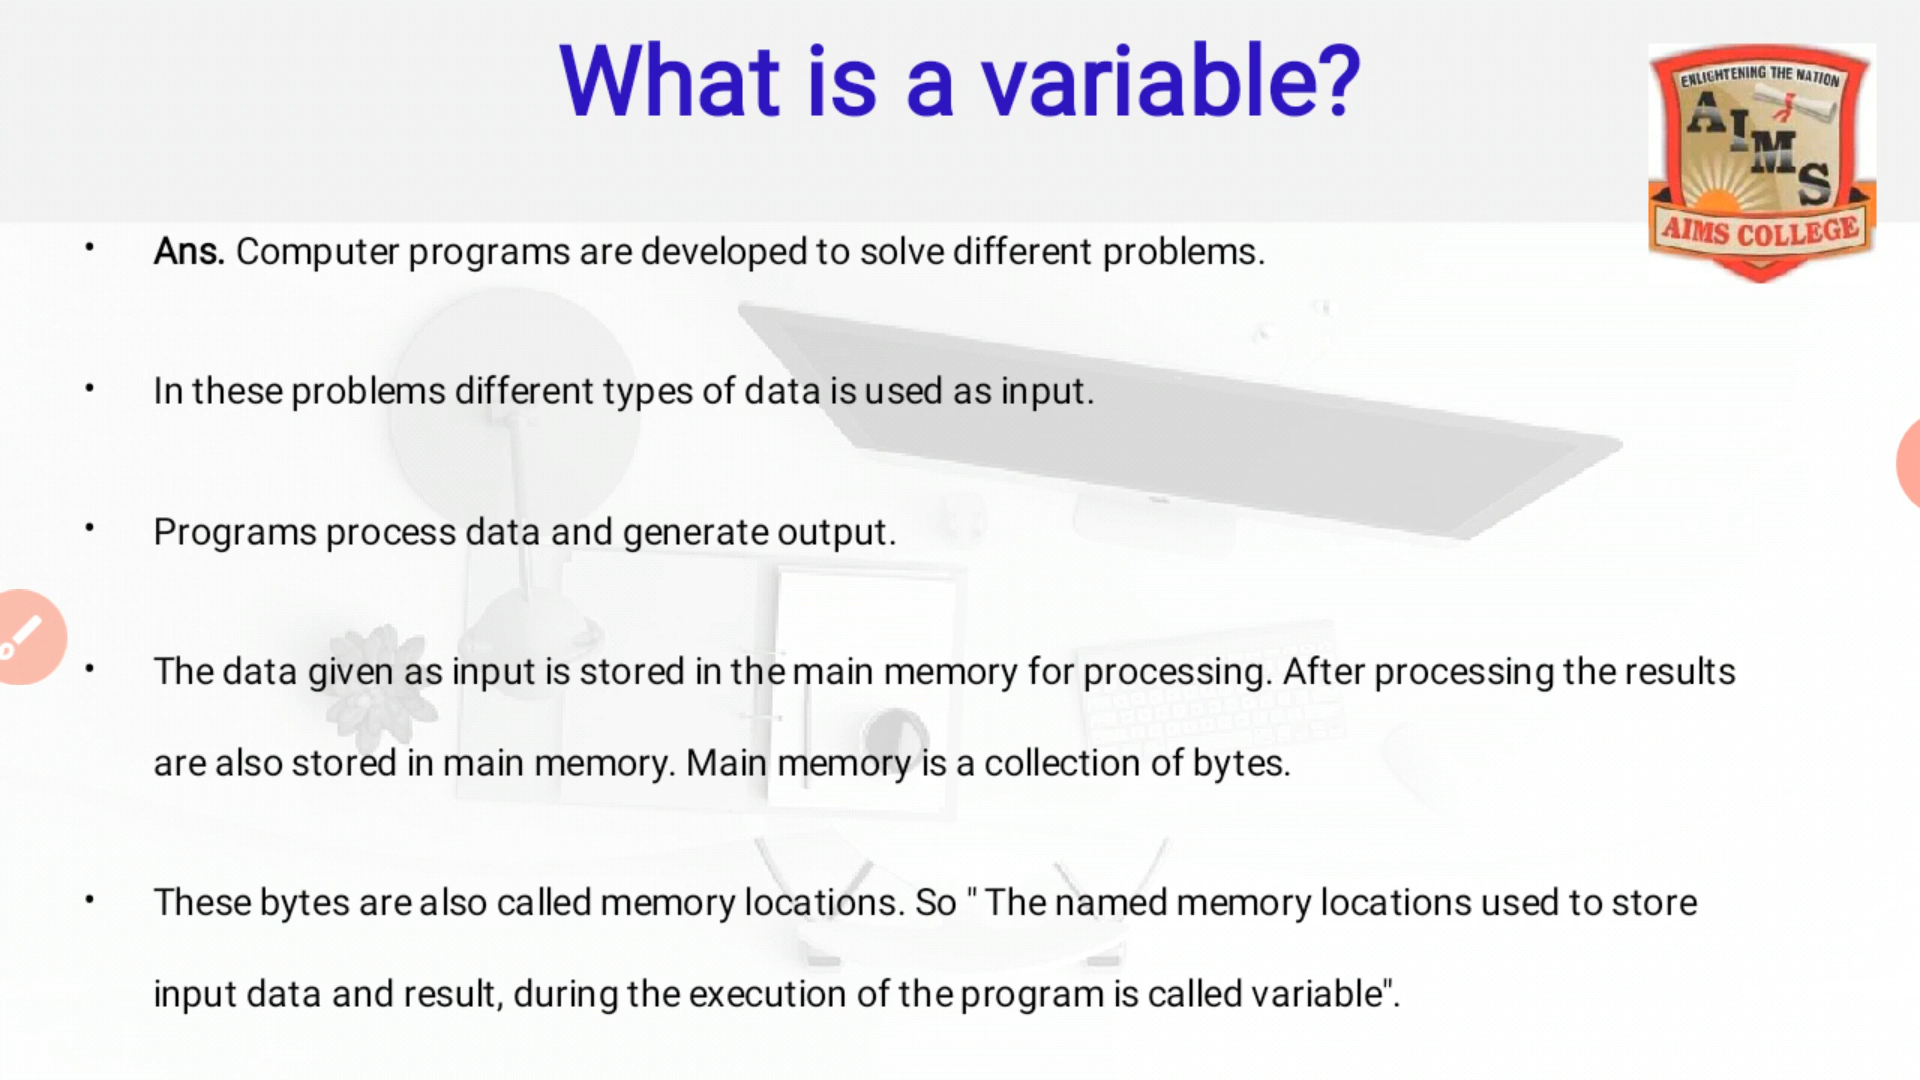 What is a variable?
ENLIGHTENING THE NATION
AIMS
AIMS COLLEGE
• Ans. Computer programs are developed to solve different problems.
• In these problems different types of data is used as input.
• Programs process data and generate output.
• The data given as input is stored in the main memory for processing. After processing the results
are also stored in main memory. Main memory is a collection of bytes.
• These bytes are also called memory locations. So " The named memory locations used to store
input data and result, during the execution of the program is called variable".